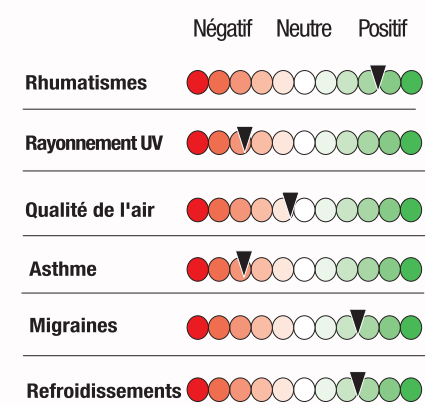 Négatif Neutre Positif
Rhumatismes
Rayonnement UV
Qualité de l'air
Asthme
Migraines
Refroidissements